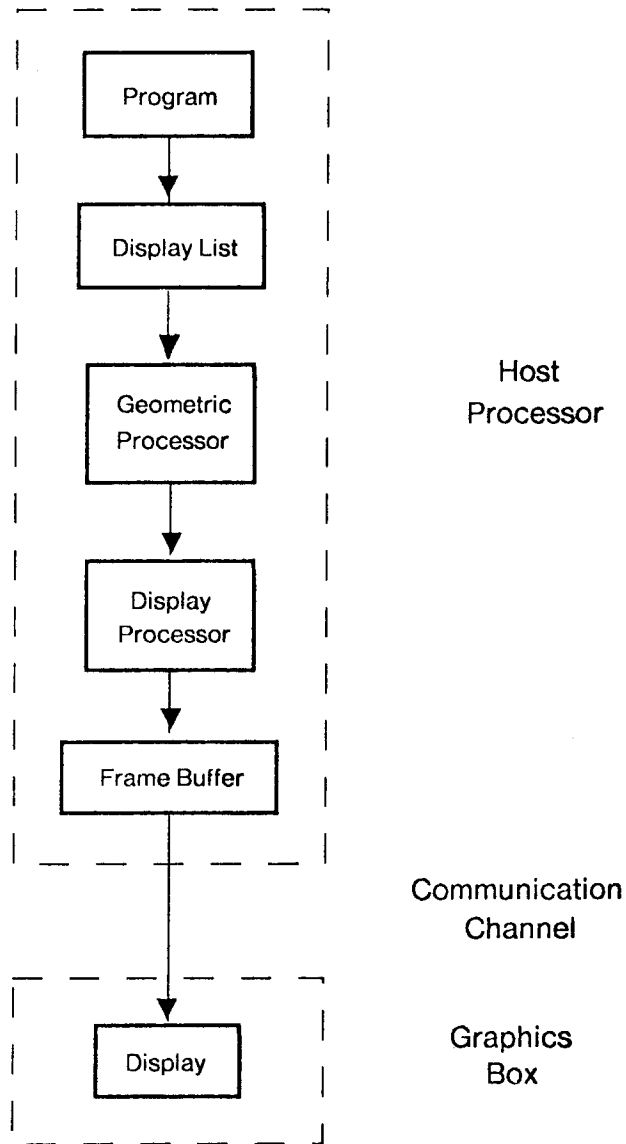 Program
Display List
Geometric
Processor
Host
Processor
Display
Processor
Frame Buffer
Communication
Channel
Display
Graphics
Box